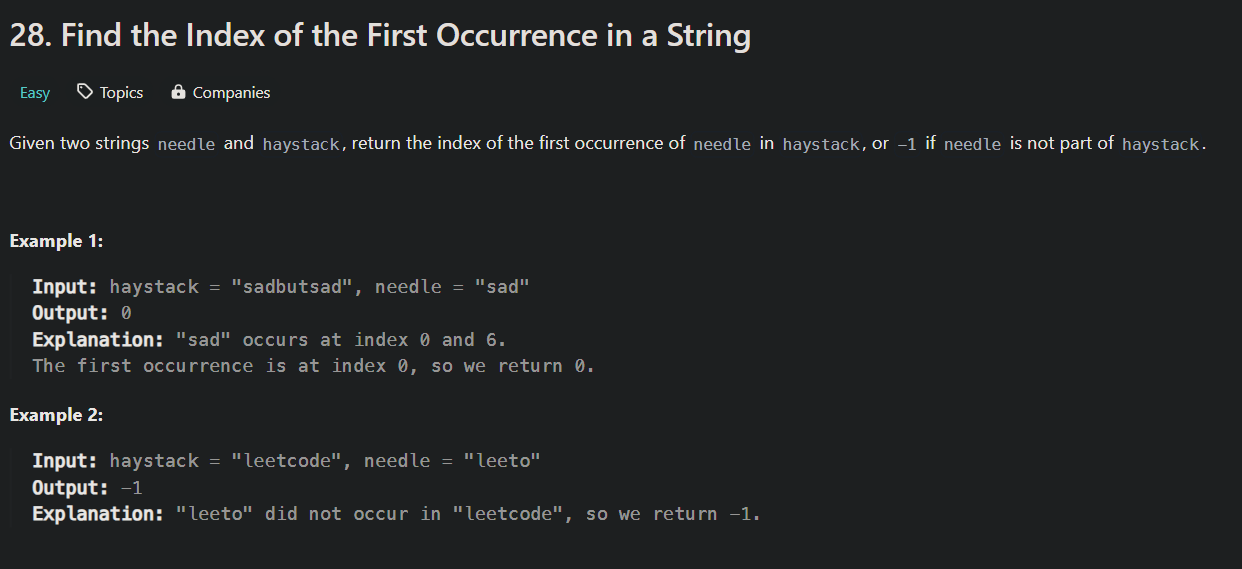 28. Find the Index of the First Occurrence in a String
Easy Topics Companies
Given two strings needle and haystack, return the index of the first occurrence of needle in haystack, or -1 if needle is not part of haystack.
Example 1:
Input: haystack = "sadbutsad", needle = "sad"
Output: 0
Explanation: "sad" occurs at index 0 and 6.
The first occurrence is at index 0, so we return 0.
Example 2:
Input: haystack = "leetcode", needle = "leeto"
Output: -1
Explanation: "leeto" did not occur in "leetcode", so we return -1.